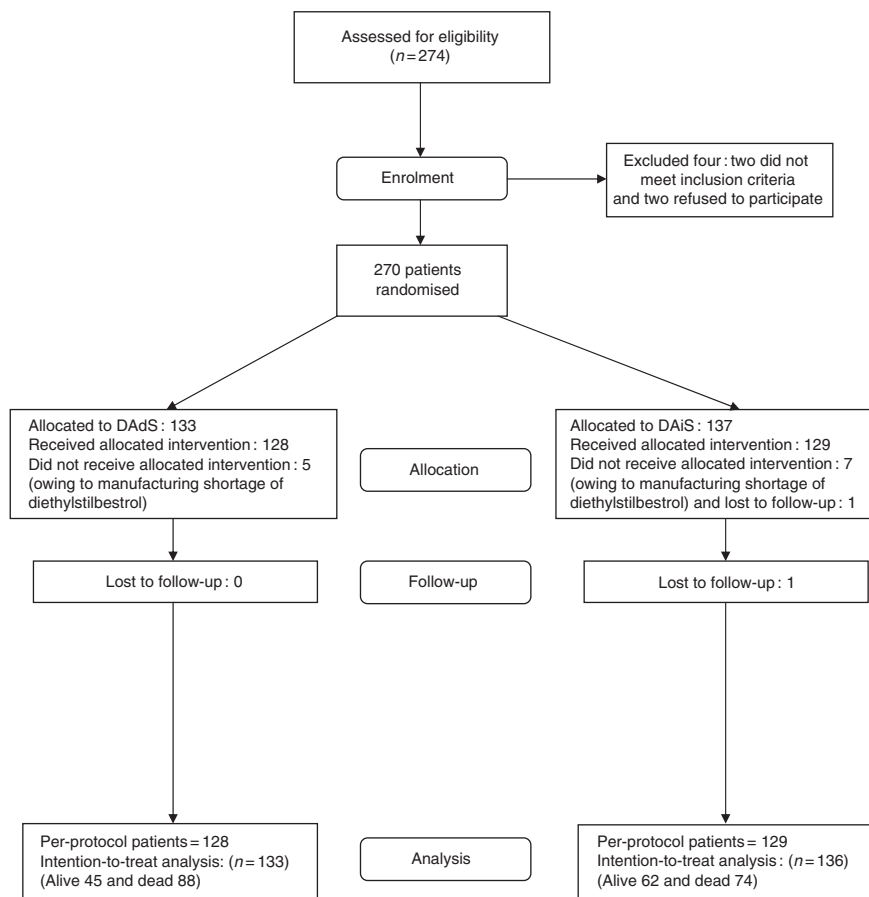 Assessed for eligibility
(n=274)
Enrolment
Excluded four: two did not
meet inclusion criteria
and two refused to participate
270 patients
randomised
Allocated to DAdS: 133
Received allocated intervention: 128
Did not receive allocated intervention: 5
(owing to manufacturing shortage of
diethylstilbestrol)
Allocation
Allocated to DAiS: 137
Received allocated intervention: 129
Did not receive allocated intervention: 7
(owing to manufacturing shortage of
diethylstilbestrol) and lost to follow-up: 1
Lost to follow-up: 0
Follow-up
Lost to follow-up: 1
Per-protocol patients=128
Intention-to-treat analysis: (n=133)
(Alive 45 and dead 88)
Analysis
Per-protocol patients=129
Intention-to-treat analysis: (n=136)
(Alive 62 and dead 74)